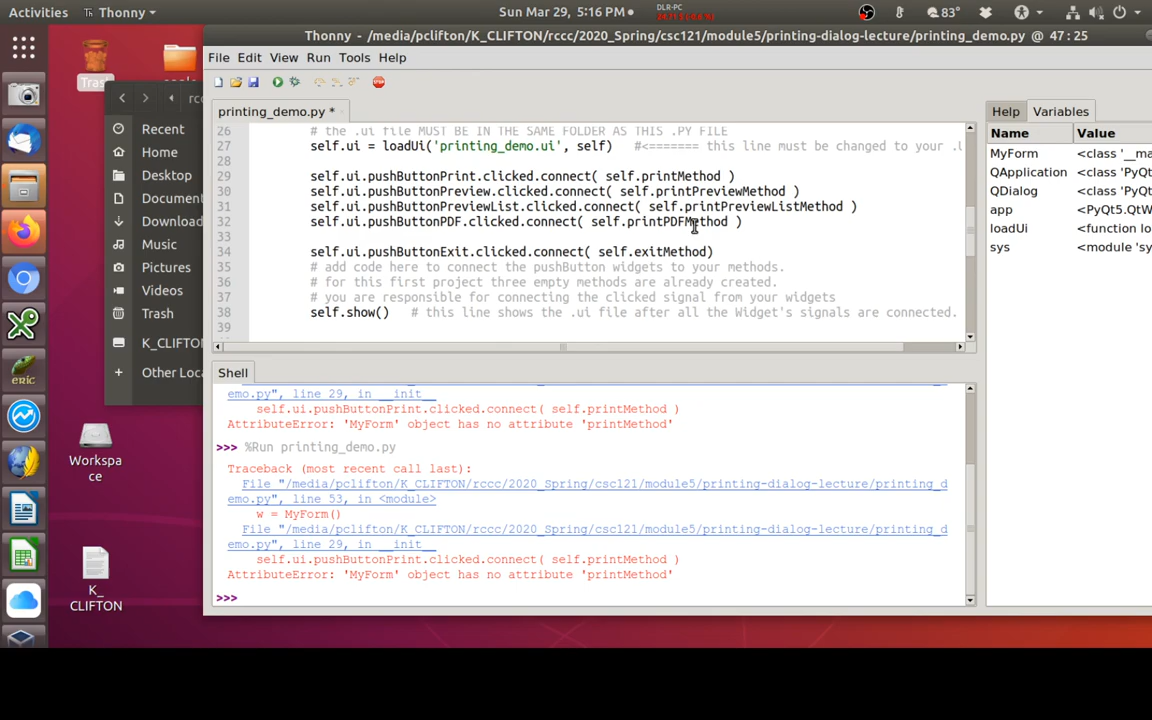 Activities Thonny Sun Mar 29, 5:16 PM DLR-PC 83°
Thonny - /media/pclifton/K_CLIFTON/rccc/2020_Spring/csc121/module5/printing-dialog-lecture/printing_demo.py @ 47 : 25
File Edit View Run Tools Help
Trash
printing_demo.py *
Help Variables
Name Value
26 # the .ui file MUST BE IN THE SAME FOLDER AS THIS .PY FILE
27 self.ui = loadUi('printing_demo.ui', self) #<======= this line must be changed to your .u
28
29 self.ui.pushButtonPrint.clicked.connect( self.printMethod )
30 self.ui.pushButtonPreview.clicked.connect( self.printPreviewMethod )
31 self.ui.pushButtonPreviewList.clicked.connect( self.printPreviewListMethod )
32 self.ui.pushButtonPDF.clicked.connect( self.printPDFMethod )
33
34 self.ui.pushButtonExit.clicked.connect( self.exitMethod)
35 # add code here to connect the pushButton widgets to your methods.
36 # for this first project three empty methods are already created.
37 # you are responsible for connecting the clicked signal from your widgets
38 self.show() # this line shows the .ui file after all the Widget's signals are connected.
39
MyForm <class '__ma
QApplication <class 'PyQt
QDialog <class 'PyQt
app <PyQt5.QtW
loadUi <function lo
sys <module 'sy
rcc
Recent
Home
Desktop
Document
Download
Music
Pictures
Videos
Trash
K_CLIFTON
Other Loca
Workspa
ce
K_
CLIFTON
eric
Shell
emo.py", line 29, in __init__
self.ui.pushButtonPrint.clicked.connect( self.printMethod )
AttributeError: 'MyForm' object has no attribute 'printMethod'
>>> %Run printing_demo.py
Traceback (most recent call last):
File "/media/pclifton/K_CLIFTON/rccc/2020_Spring/csc121/module5/printing-dialog-lecture/printing_d
emo.py", line 53, in <module>
w = MyForm()
File "/media/pclifton/K_CLIFTON/rccc/2020_Spring/csc121/module5/printing-dialog-lecture/printing_d
emo.py", line 29, in __init__
self.ui.pushButtonPrint.clicked.connect( self.printMethod )
AttributeError: 'MyForm' object has no attribute 'printMethod'
>>>